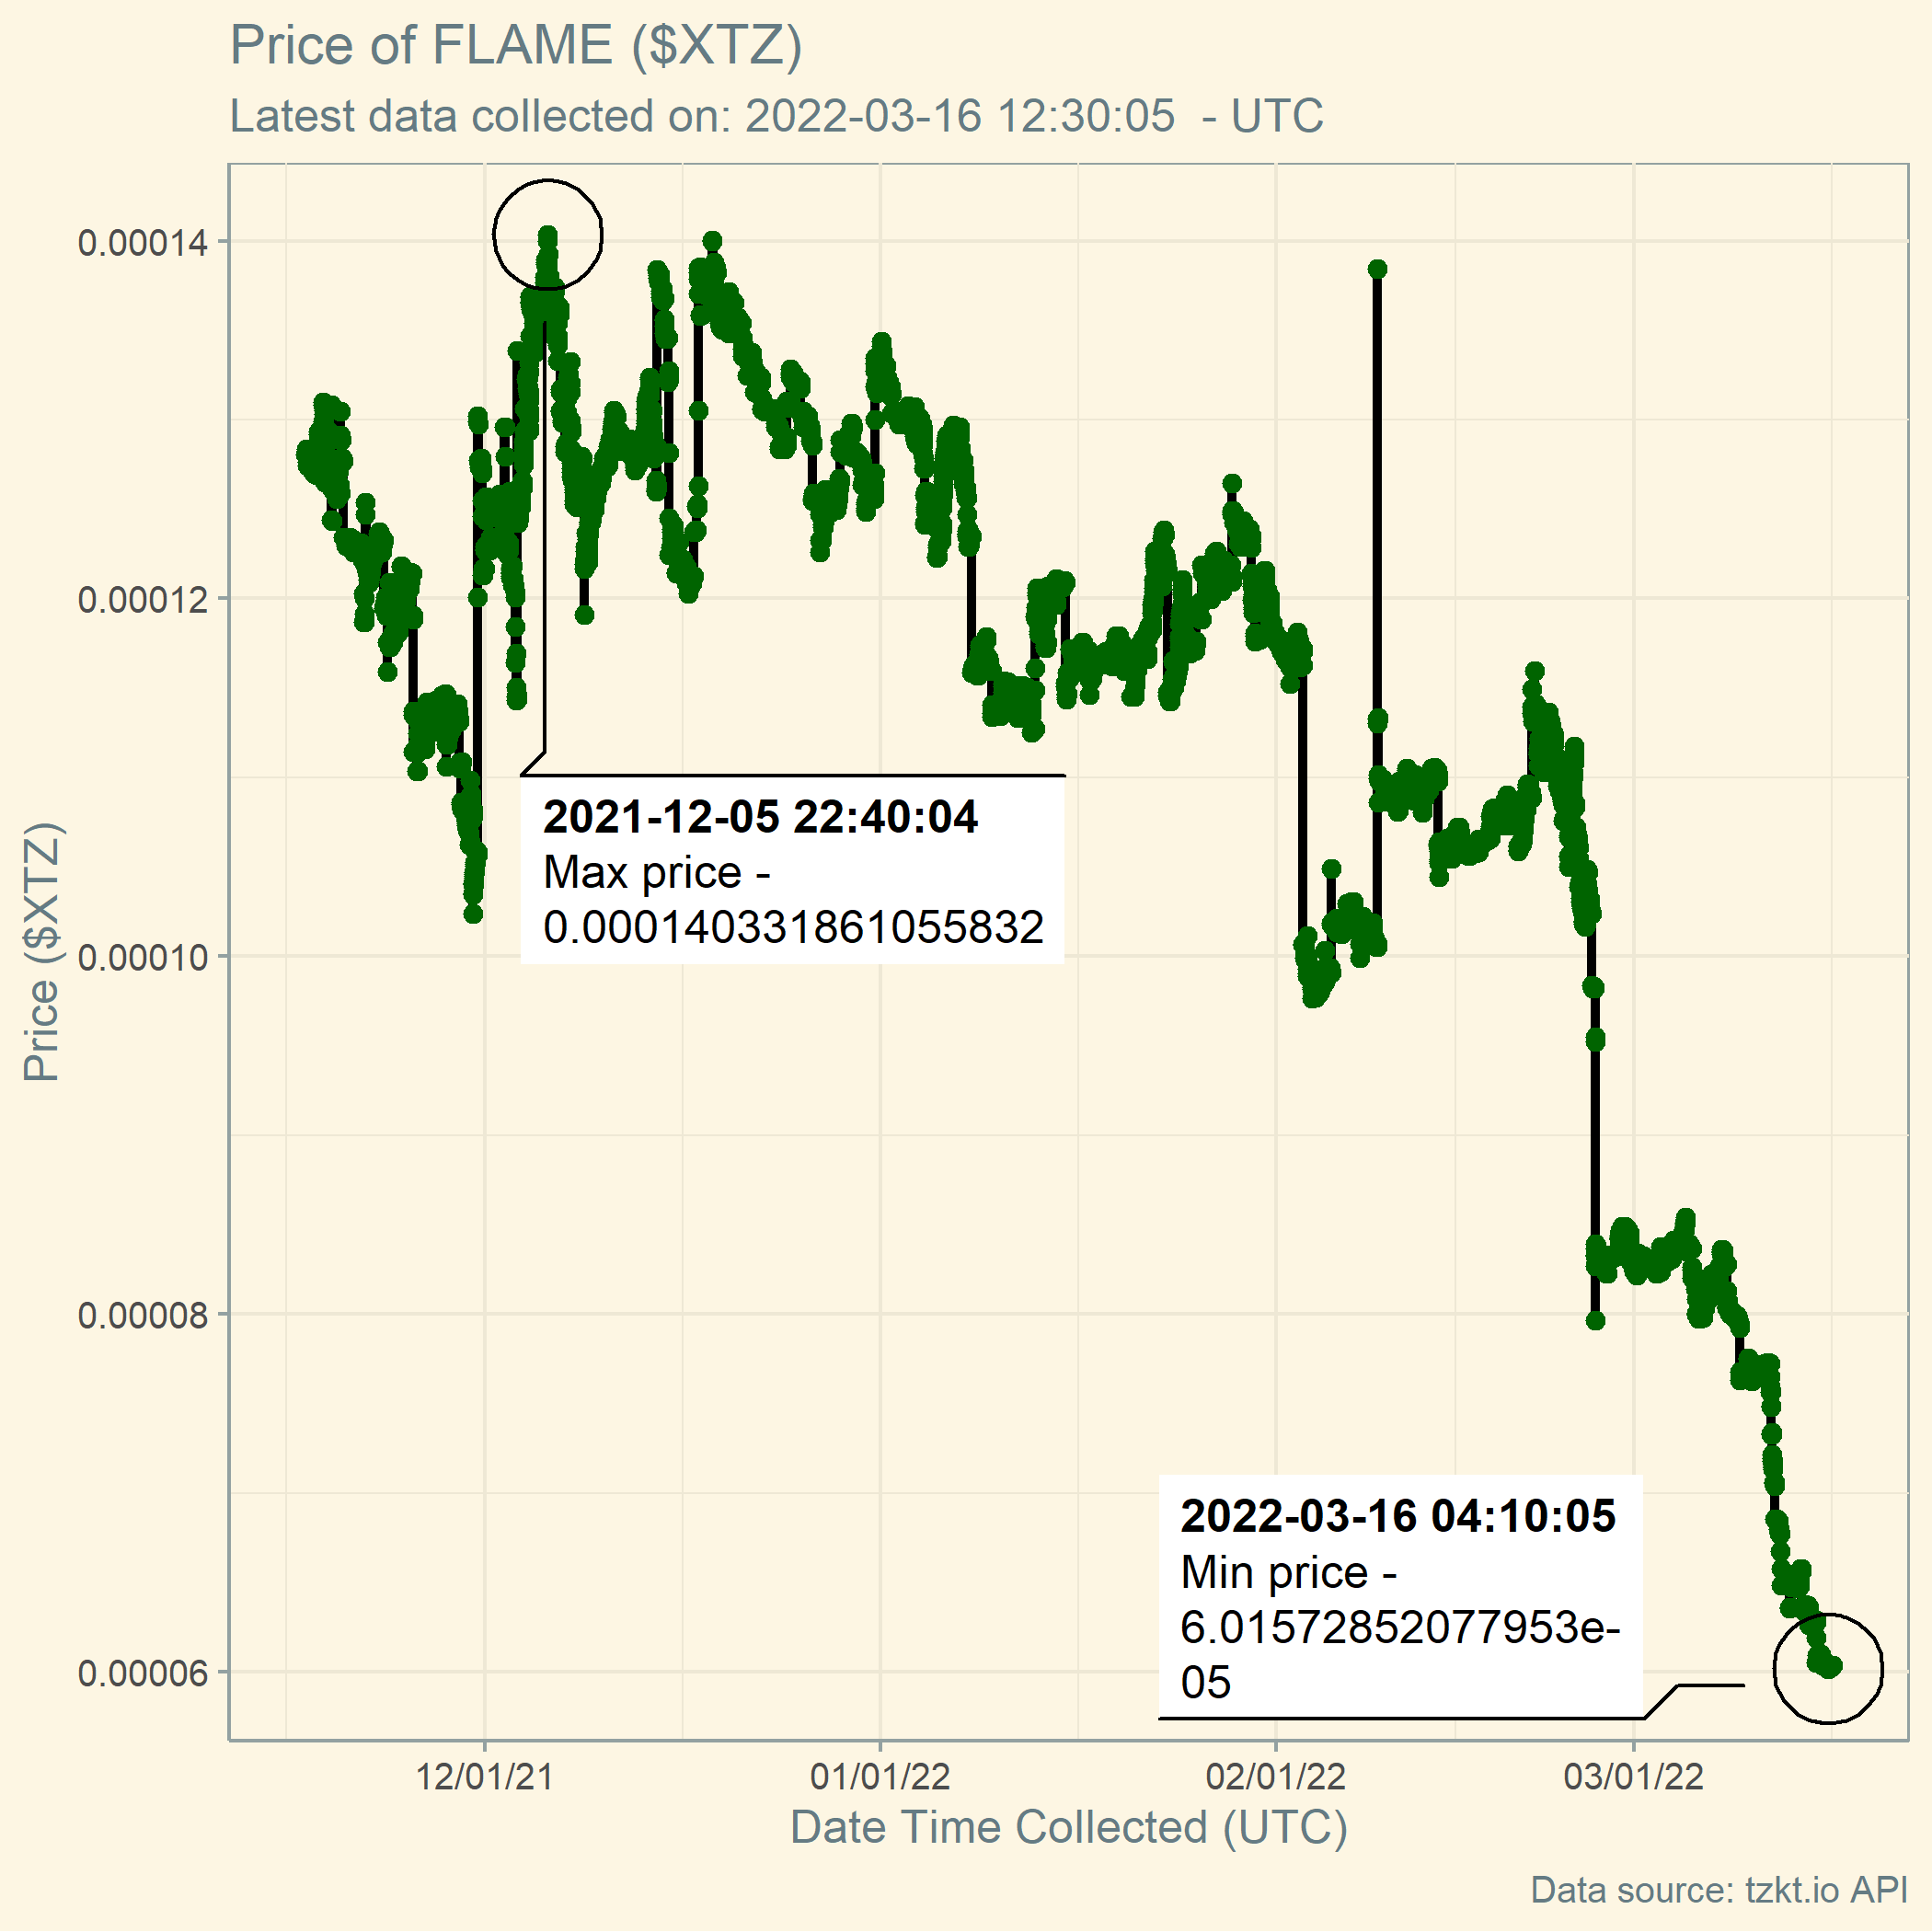 Price of FLAME ($XTZ)
Latest data collected on: 2022-03-16 12:30:05  - UTC
Price ($XTZ)
0.00014
0.00012
0.00010
0.00008
0.00006
2021-12-05 22:40:04
Max price -
0.000140331861055832
2022-03-16 04:10:05
Min price -
6.01572852077953e-
05
12/01/21
01/01/22
02/01/22
03/01/22
Date Time Collected (UTC)
Data source: tzkt.io API